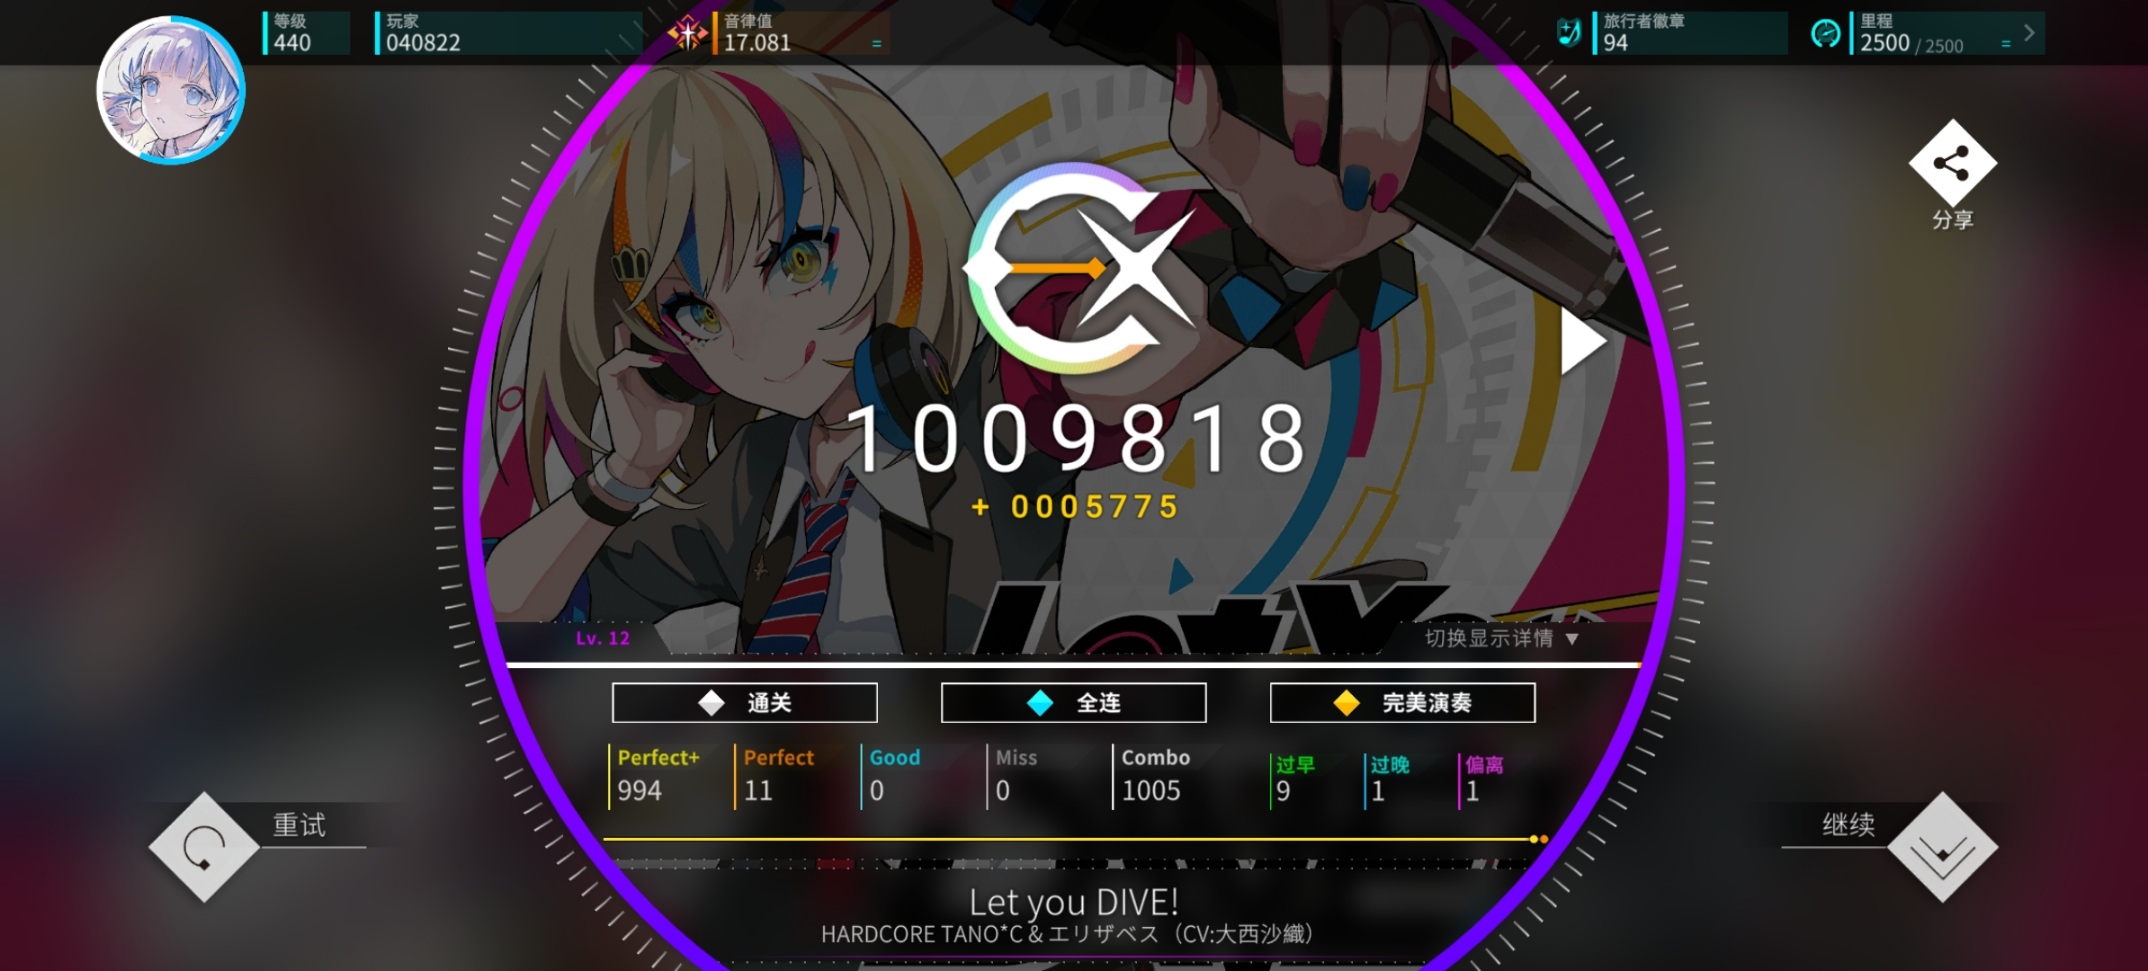 等级
440
玩家
040822
音律值
17.081
=
旅行者徽章
94
里程
2500 / 2500
=
分享
1009818
+ 0005775
Let You
Lv. 12
切换显示详情 ▼
通关
全连
完美演奏
Perfect+
994
Perfect
11
Good
0
Miss
0
Combo
1005
过早
9
过晚
1
偏离
1
重试
继续
Let you DIVE!
HARDCORE TANO*C & エリザベス（CV:大西沙織）